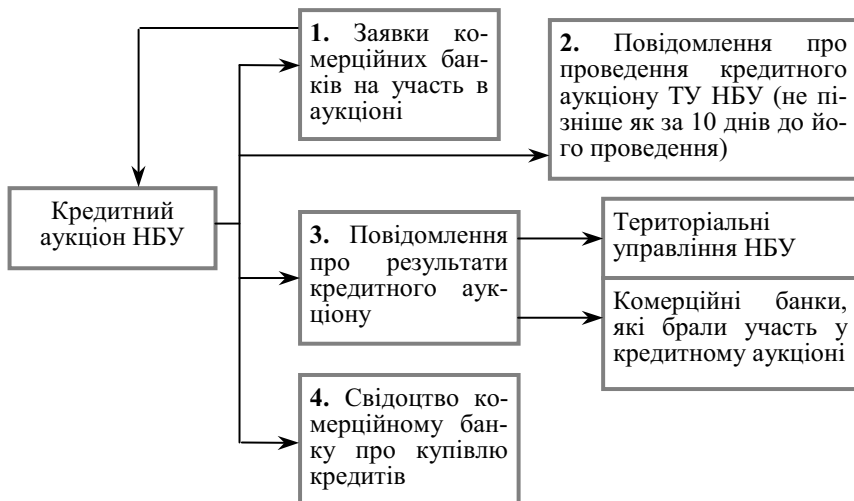 1. Заявки ко-
мерційних бан-
ків на участь в
аукціоні
2. Повідомлення про
проведення кредитного
аукціону ТУ НБУ (не пі-
зніше як за 10 днів до йо-
го проведення)
Кредитний
аукціон НБУ
3. Повідомлення
про результати
кредитного аук-
ціону
Територіальні
управління НБУ
Комерційні банки,
які брали участь у
кредитному аукціоні
4. Свідоцтво ко-
мерційному бан-
ку про купівлю
кредитів